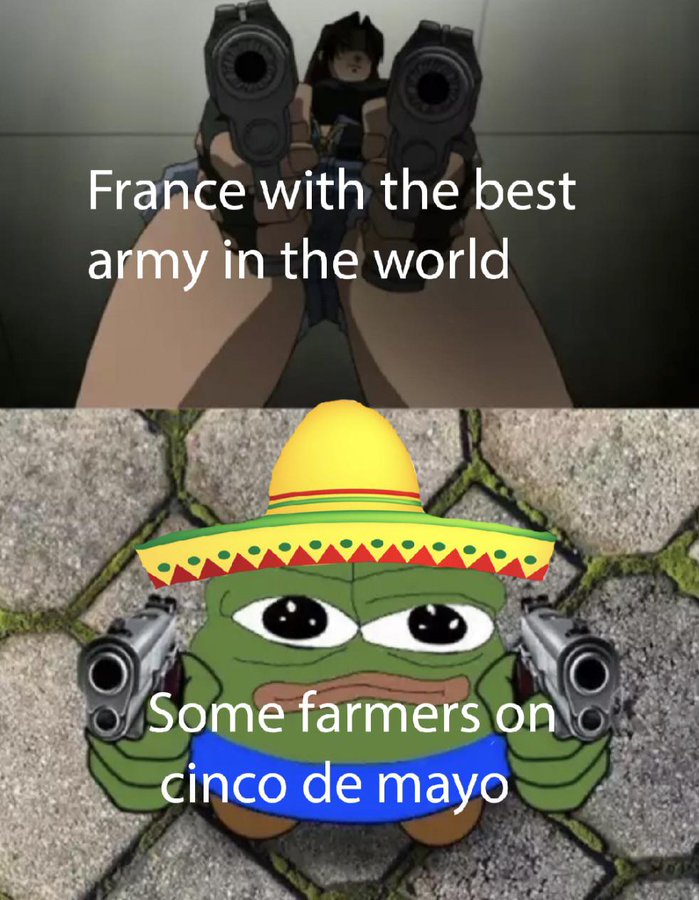 France with the best
army in the world
Some farmers on
cinco de mayo